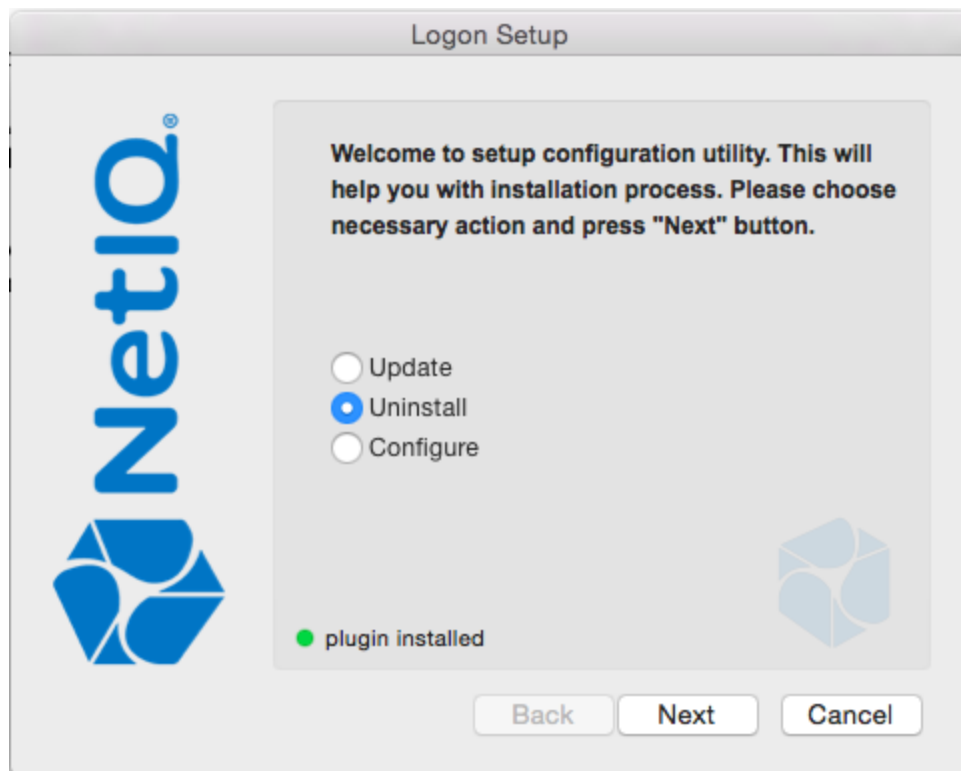 Logon Setup
NetIQ®
Welcome to setup configuration utility. This will
help you with installation process. Please choose
necessary action and press "Next" button.
Update
Uninstall
Configure
plugin installed
Back
Next
Cancel